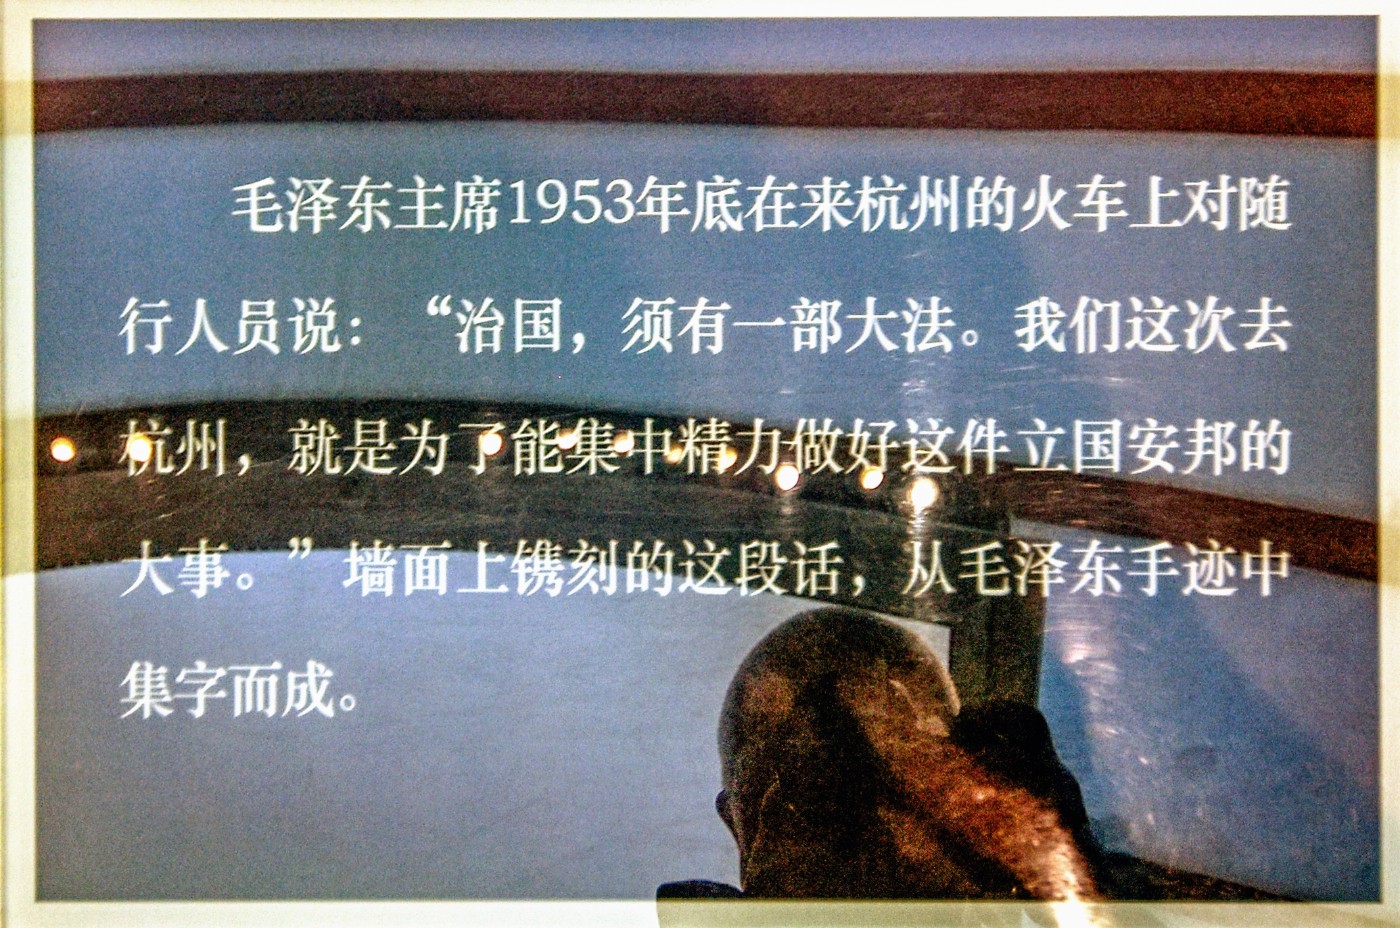 毛泽东主席1953年底在来杭州的火车上对随
行人员说：“治国，须有一部大法。我们这次去
杭州，就是为了能集中精力做好这件立国安邦的
大事。”墙面上镌刻的这段话，从毛泽东手迹中
集字而成。